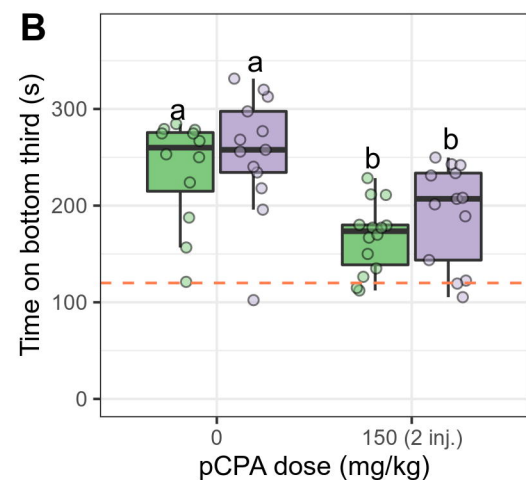 B
Time on bottom third (s)
300
200
100
0
a
a
b
b
0
150 (2 inj.)
pCPA dose (mg/kg)